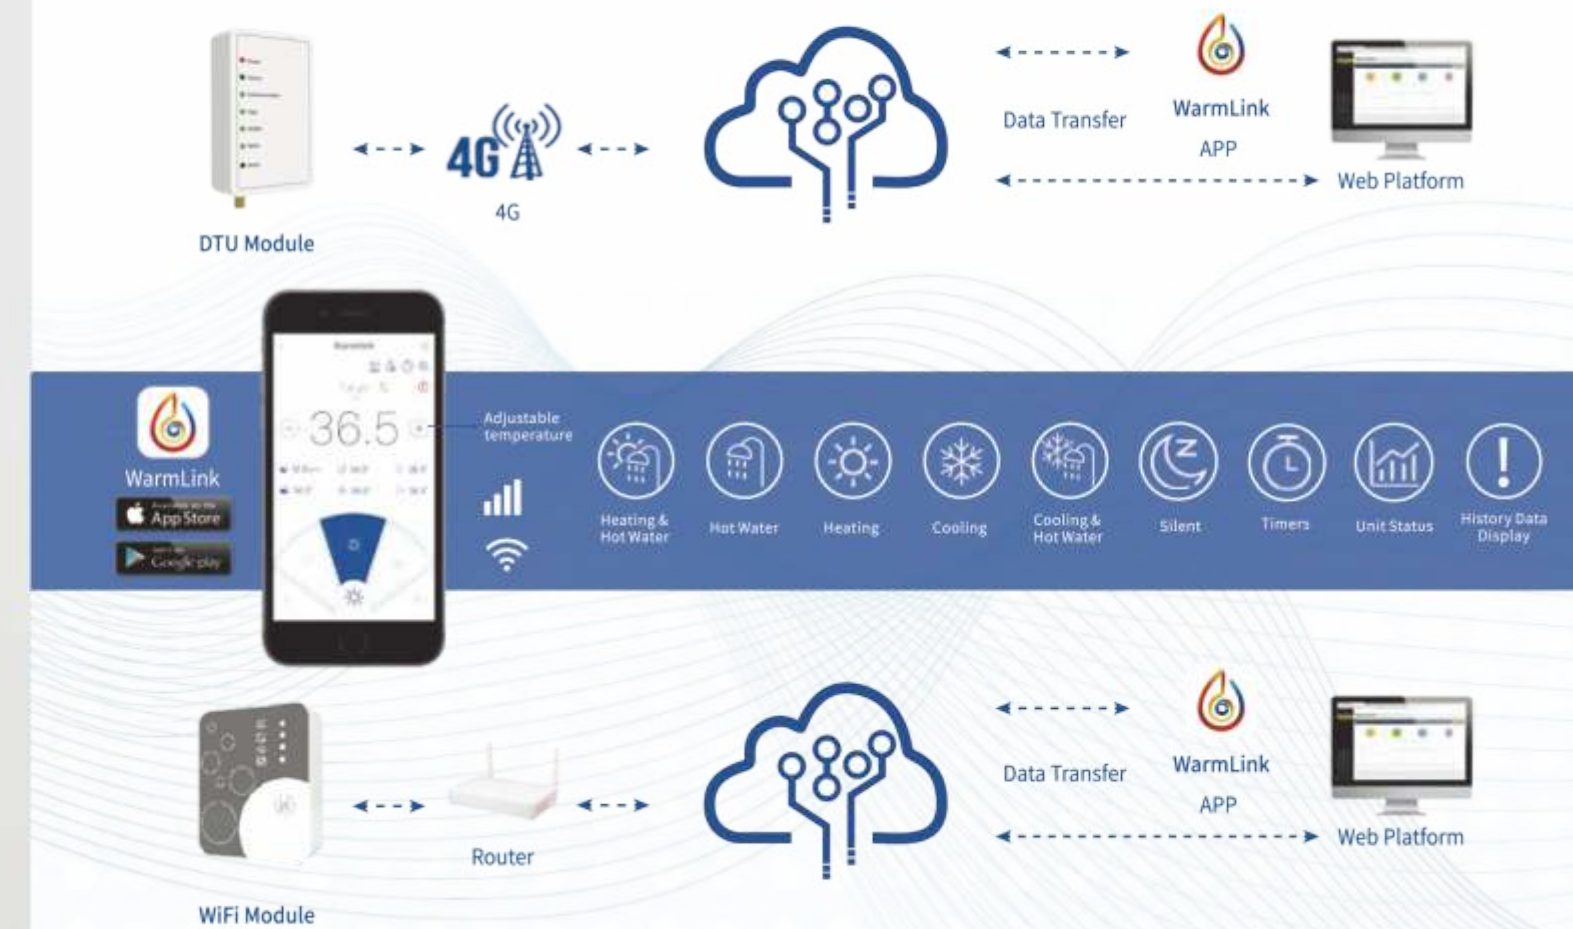 4G
4G
DTU Module
Data Transfer
WarmLink
APP
Web Platform
WarmLink
App Store
Google play
36.5
Adjustable
temperature
Heating &
Hot Water
Hot Water
Heating
Cooling
Cooling &
Hot Water
Silent
Timers
Unit Status
History Data
Display
WiFi Module
Router
Data Transfer
WarmLink
APP
Web Platform